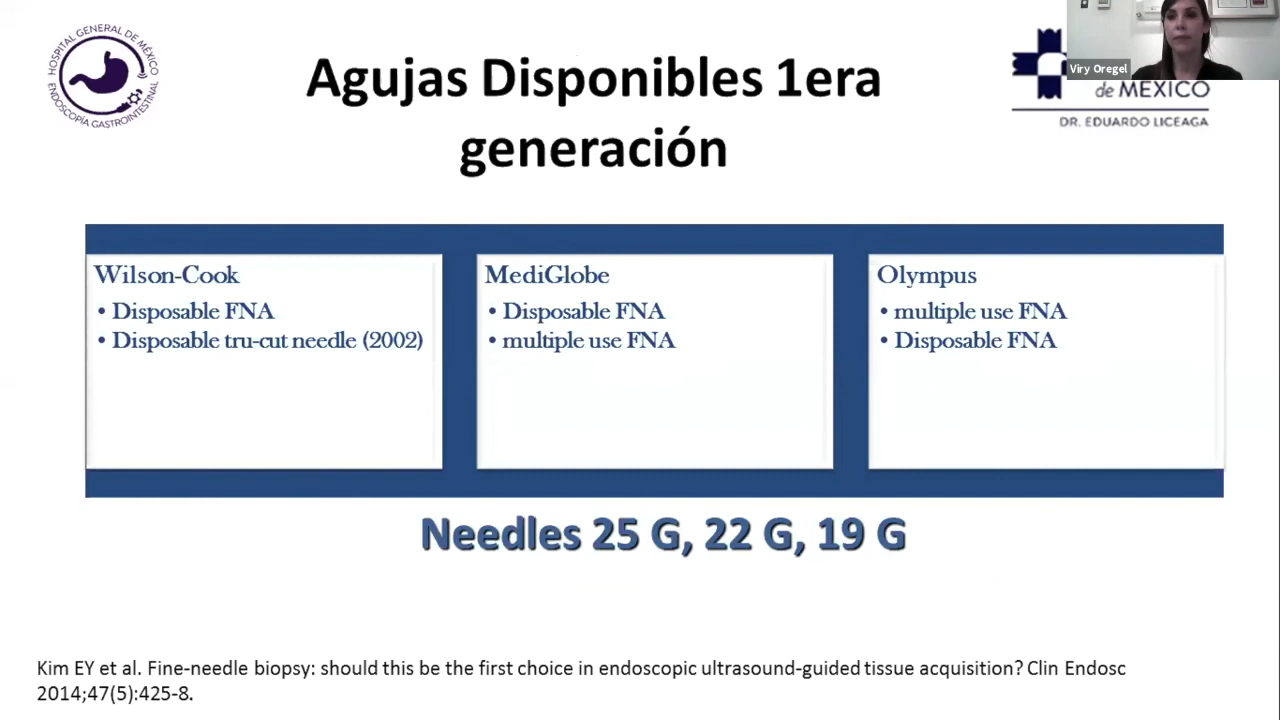 HOSPITAL GENERAL DE MÉXICO
ENDOSCOPÍA GASTROINTESTINAL
Agujas Disponibles 1era
generación
Viry Oregel
de MÉXICO
DR. EDUARDO LICEAGA
Wilson-Cook
• Disposable FNA
• Disposable tru-cut needle (2002)
MediGlobe
• Disposable FNA
• multiple use FNA
Olympus
• multiple use FNA
• Disposable FNA
Needles 25 G, 22 G, 19 G
Kim EY et al. Fine-needle biopsy: should this be the first choice in endoscopic ultrasound-guided tissue acquisition? Clin Endosc
2014;47(5):425-8.